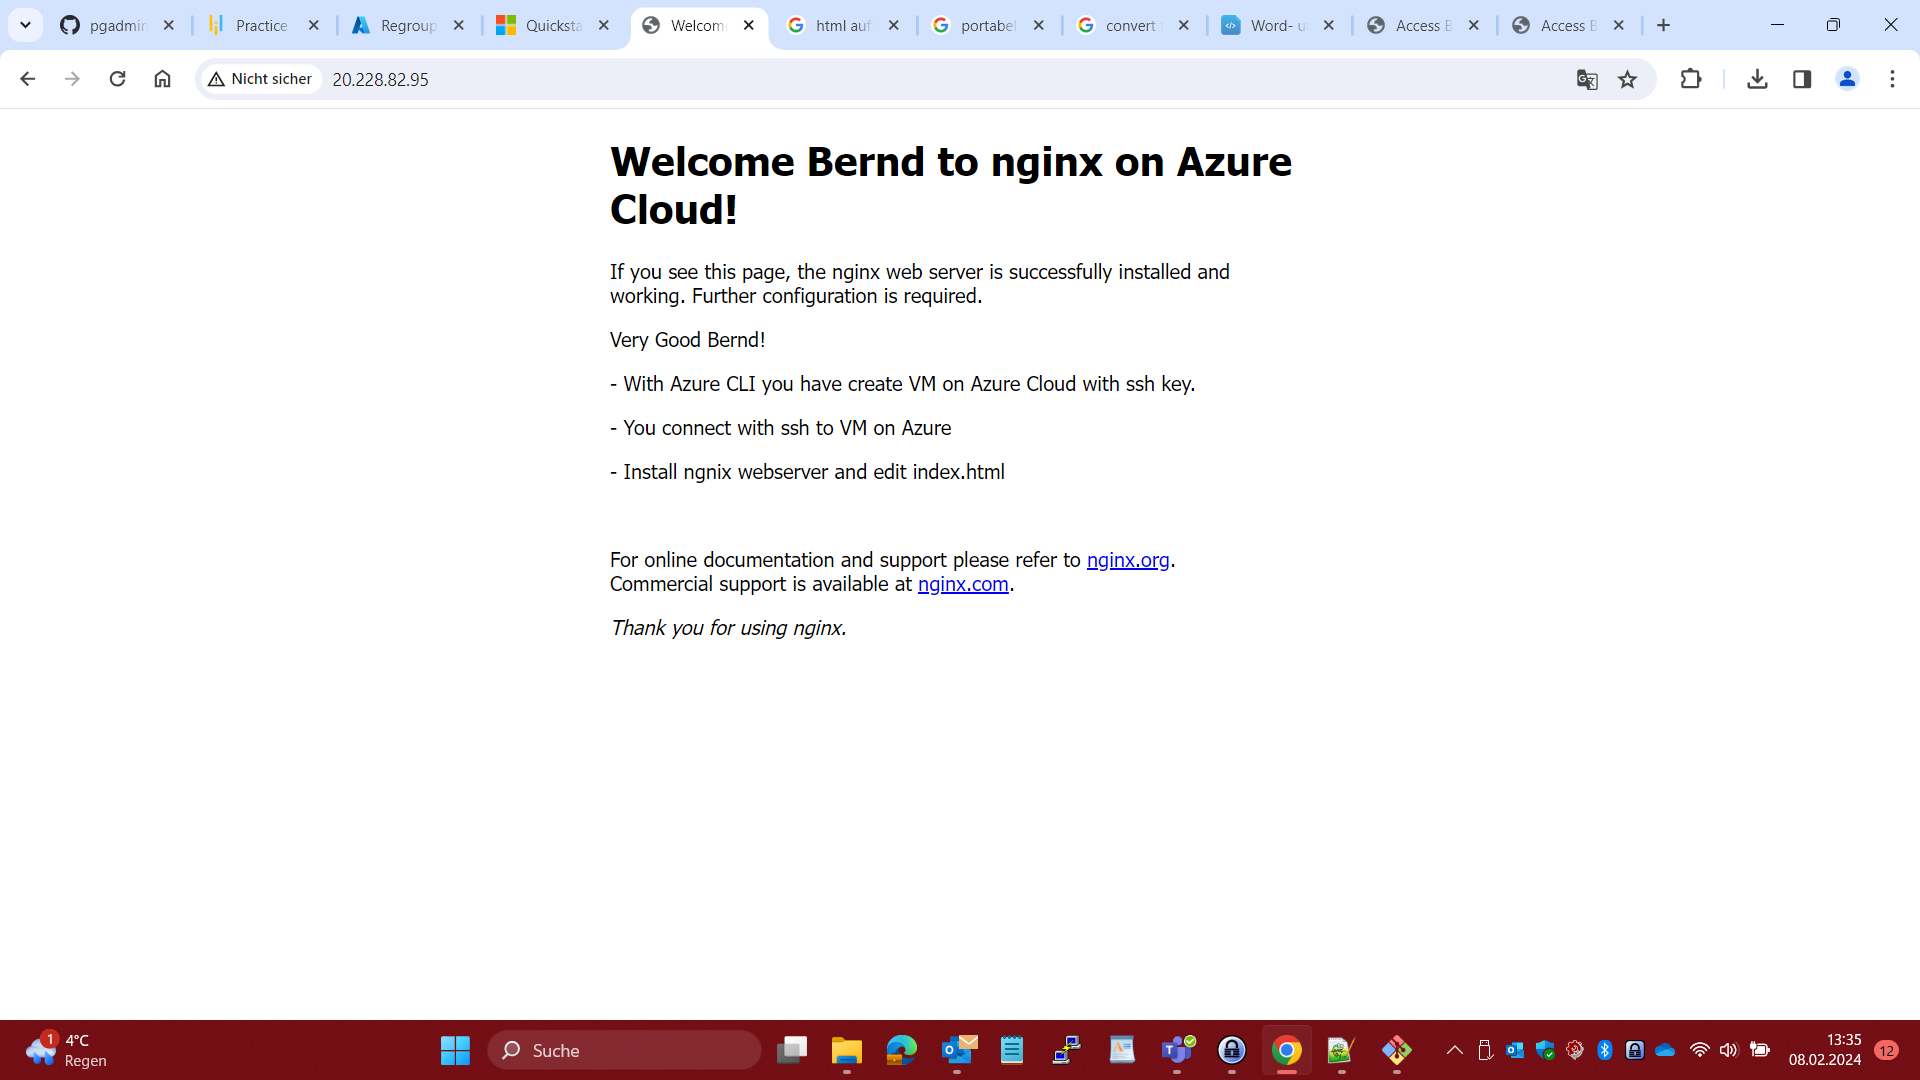 pgadmin
Practice
Regroup
Quicksta
Welcom
html auf
portabel
convert
Word- u
Access B
Access B
Nicht sicher
20.228.82.95
Welcome Bernd to nginx on Azure
Cloud!
If you see this page, the nginx web server is successfully installed and
working. Further configuration is required.
Very Good Bernd!
- With Azure CLI you have create VM on Azure Cloud with ssh key.
- You connect with ssh to VM on Azure
- Install ngnix webserver and edit index.html
For online documentation and support please refer to nginx.org.
Commercial support is available at nginx.com.
Thank you for using nginx.
1
4°C
Regen
Suche
13:35
08.02.2024
12